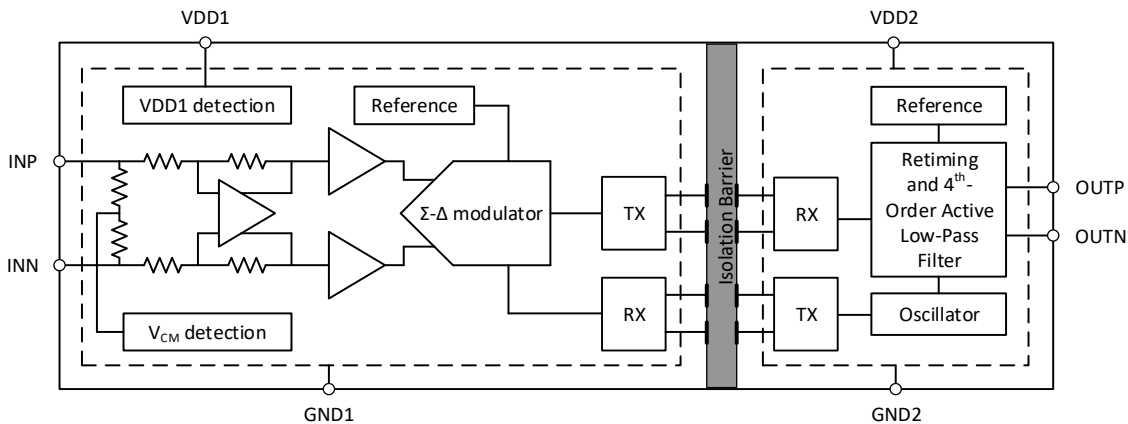 VDD1
VDD2
VDD1 detection
Reference
Reference
INP
INN
Σ-Δ modulator
TX
RX
Isolation Barrier
RX
TX
Retiming
and 4th-
Order Active
Low-Pass
Filter
OUTP
OUTN
VCM detection
Oscillator
GND1
GND2